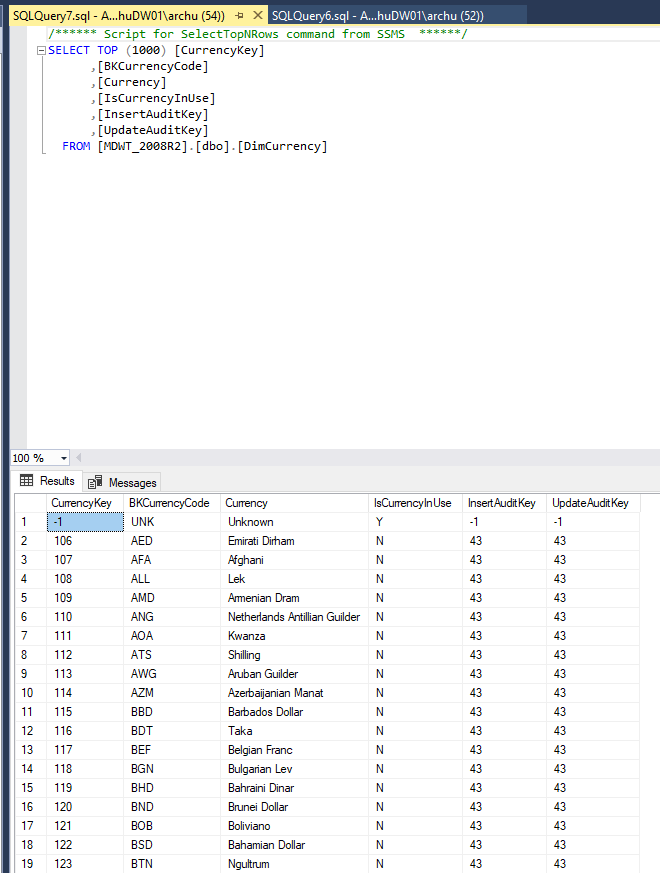 SQLQuery7.sql - A...huDW01\archu (54)) SQLQuery6.sql - A...huDW01\archu (52))
/****** Script for SelectTopNRows command from SSMS  ******/
SELECT TOP (1000) [CurrencyKey]
,[BKCurrencyCode]
,[Currency]
,[IsCurrencyInUse]
,[InsertAuditKey]
,[UpdateAuditKey]
FROM [MDWT_2008R2].[dbo].[DimCurrency]
100 %
Results Messages
CurrencyKey BKCurrencyCode Currency IsCurrencyInUse InsertAuditKey UpdateAuditKey
1 -1 UNK Unknown Y -1 -1
2 106 AED Emirati Dirham N 43 43
3 107 AFA Afghani N 43 43
4 108 ALL Lek N 43 43
5 109 AMD Armenian Dram N 43 43
6 110 ANG Netherlands Antillian Guilder N 43 43
7 111 AOA Kwanza N 43 43
8 112 ATS Shilling N 43 43
9 113 AWG Aruban Guilder N 43 43
10 114 AZM Azerbaijanian Manat N 43 43
11 115 BBD Barbados Dollar N 43 43
12 116 BDT Taka N 43 43
13 117 BEF Belgian Franc N 43 43
14 118 BGN Bulgarian Lev N 43 43
15 119 BHD Bahraini Dinar N 43 43
16 120 BND Brunei Dollar N 43 43
17 121 BOB Boliviano N 43 43
18 122 BSD Bahamian Dollar N 43 43
19 123 BTN Ngultrum N 43 43